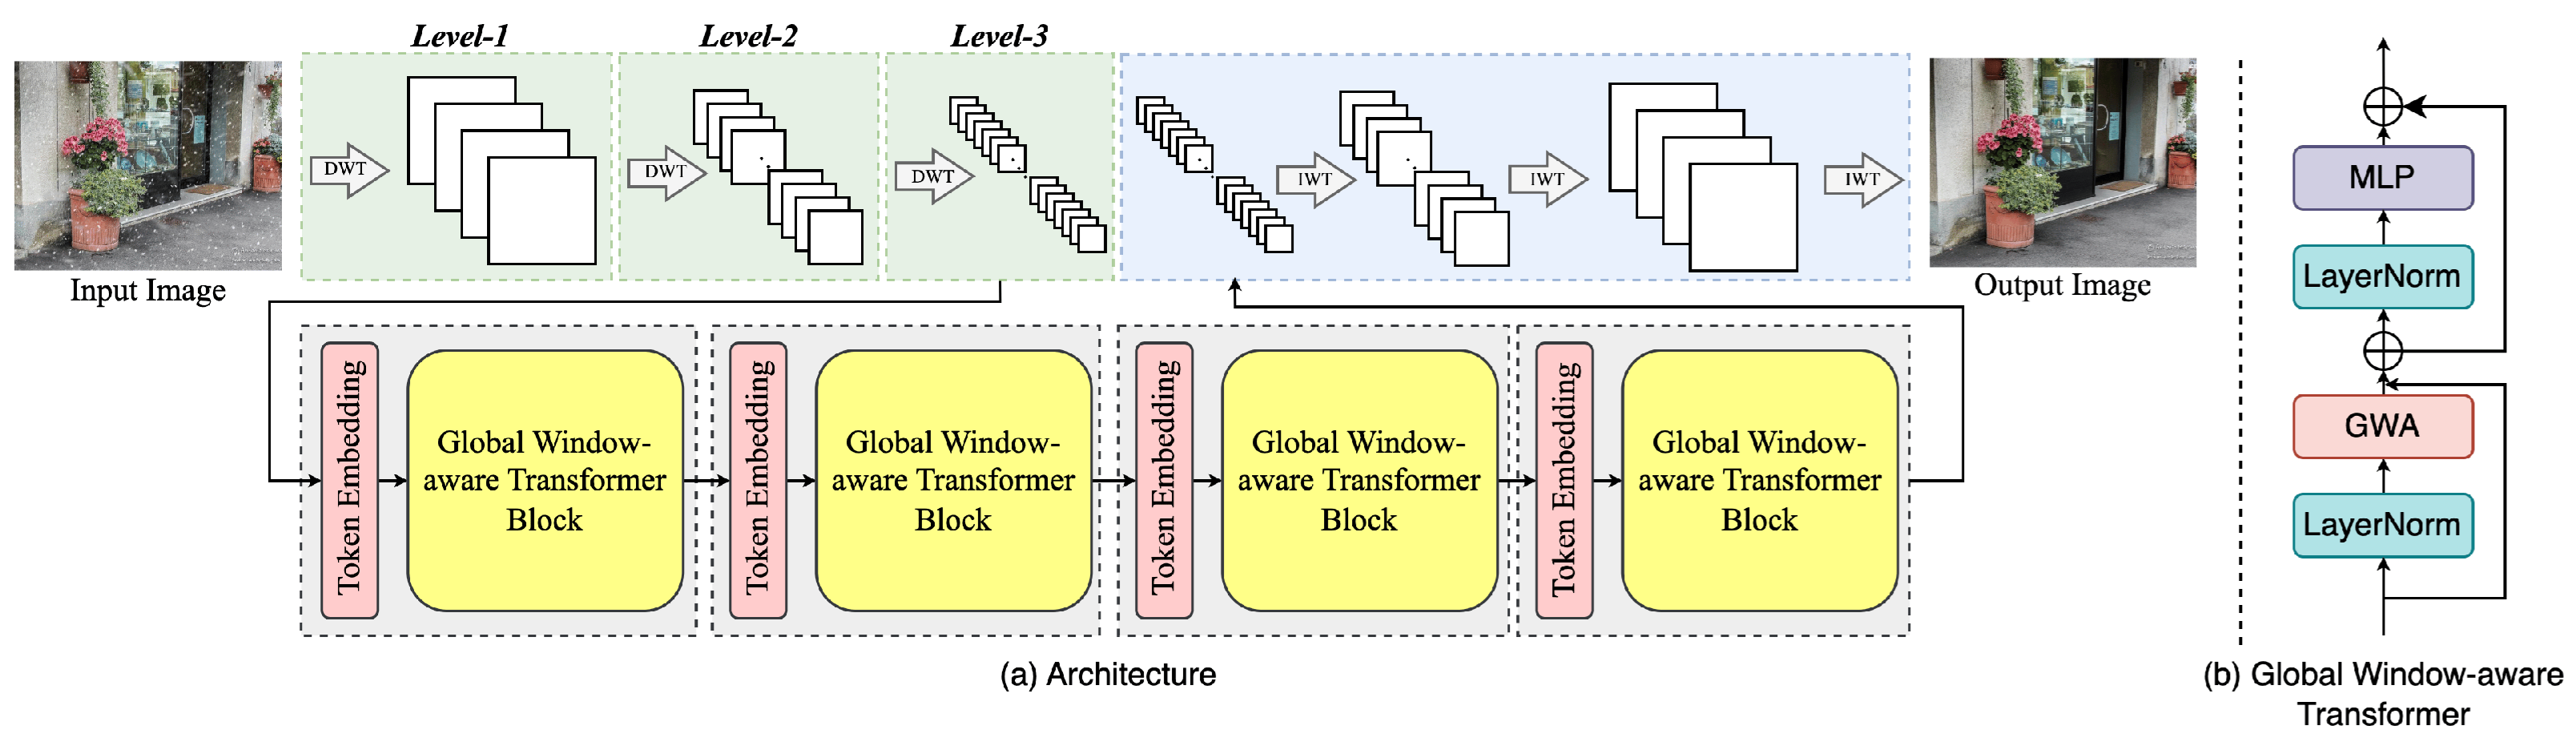 Level-1
Level-2
Level-3
DWT
DWT
DWT
IWT
IWT
IWT
Input Image
Output Image
Token Embedding
Global Window-
aware Transformer
Block
Token Embedding
Global Window-
aware Transformer
Block
Token Embedding
Global Window-
aware Transformer
Block
Token Embedding
Global Window-
aware Transformer
Block
(a) Architecture
MLP
LayerNorm
GWA
LayerNorm
(b) Global Window-aware
Transformer